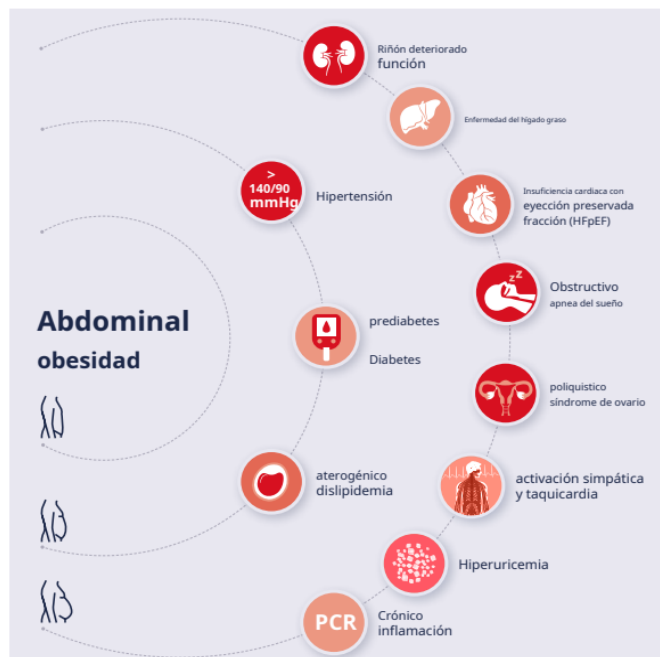 Riñón deteriorado
función
Enfermedad del hígado graso
>
140/90
mmHg
Hipertensión
Insuficiencia cardiaca con
eyección preservada
fracción (HFpEF)
zz
Obstructivo
apnea del sueño
Abdominal
obesidad
prediabetes
Diabetes
poliquistico
síndrome de ovario
aterogénico
dislipidemia
activación simpática
y taquicardia
Hiperuricemia
PCR
Crónico
inflamación